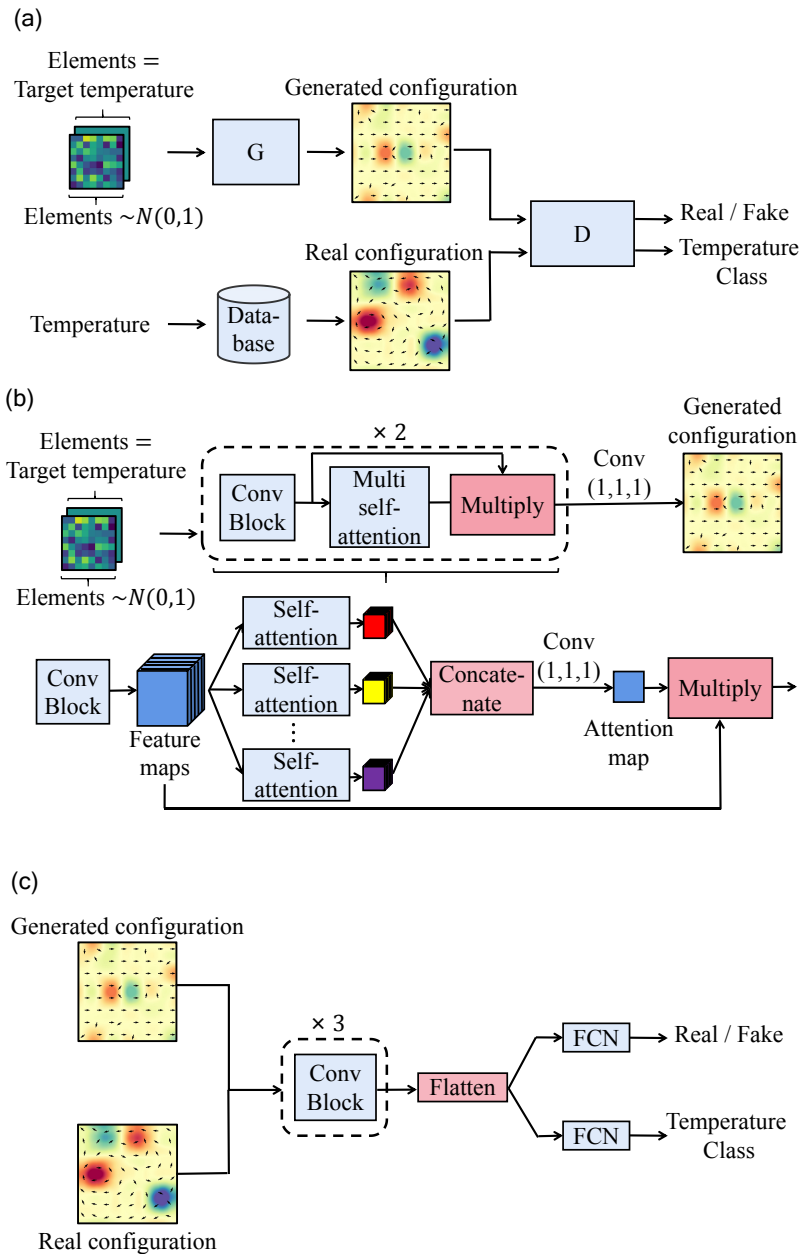 (a)
Elements =
Target temperature
Elements ~N(0,1)
G
Generated configuration
Real configuration
Temperature
Data-
base
D
Real / Fake
Temperature
Class
(b)
Elements =
Target temperature
Elements ~N(0,1)
× 2
Conv
Block
Multi
self-
attention
Multiply
Conv
(1,1,1)
Generated
configuration
Conv
Block
Feature
maps
Self-
attention
Self-
attention
⋮
Self-
attention
Concate-
nate
Conv
(1,1,1)
Attention
map
Multiply
(c)
Generated configuration
Real configuration
× 3
Conv
Block
Flatten
FCN
Real / Fake
FCN
Temperature
Class